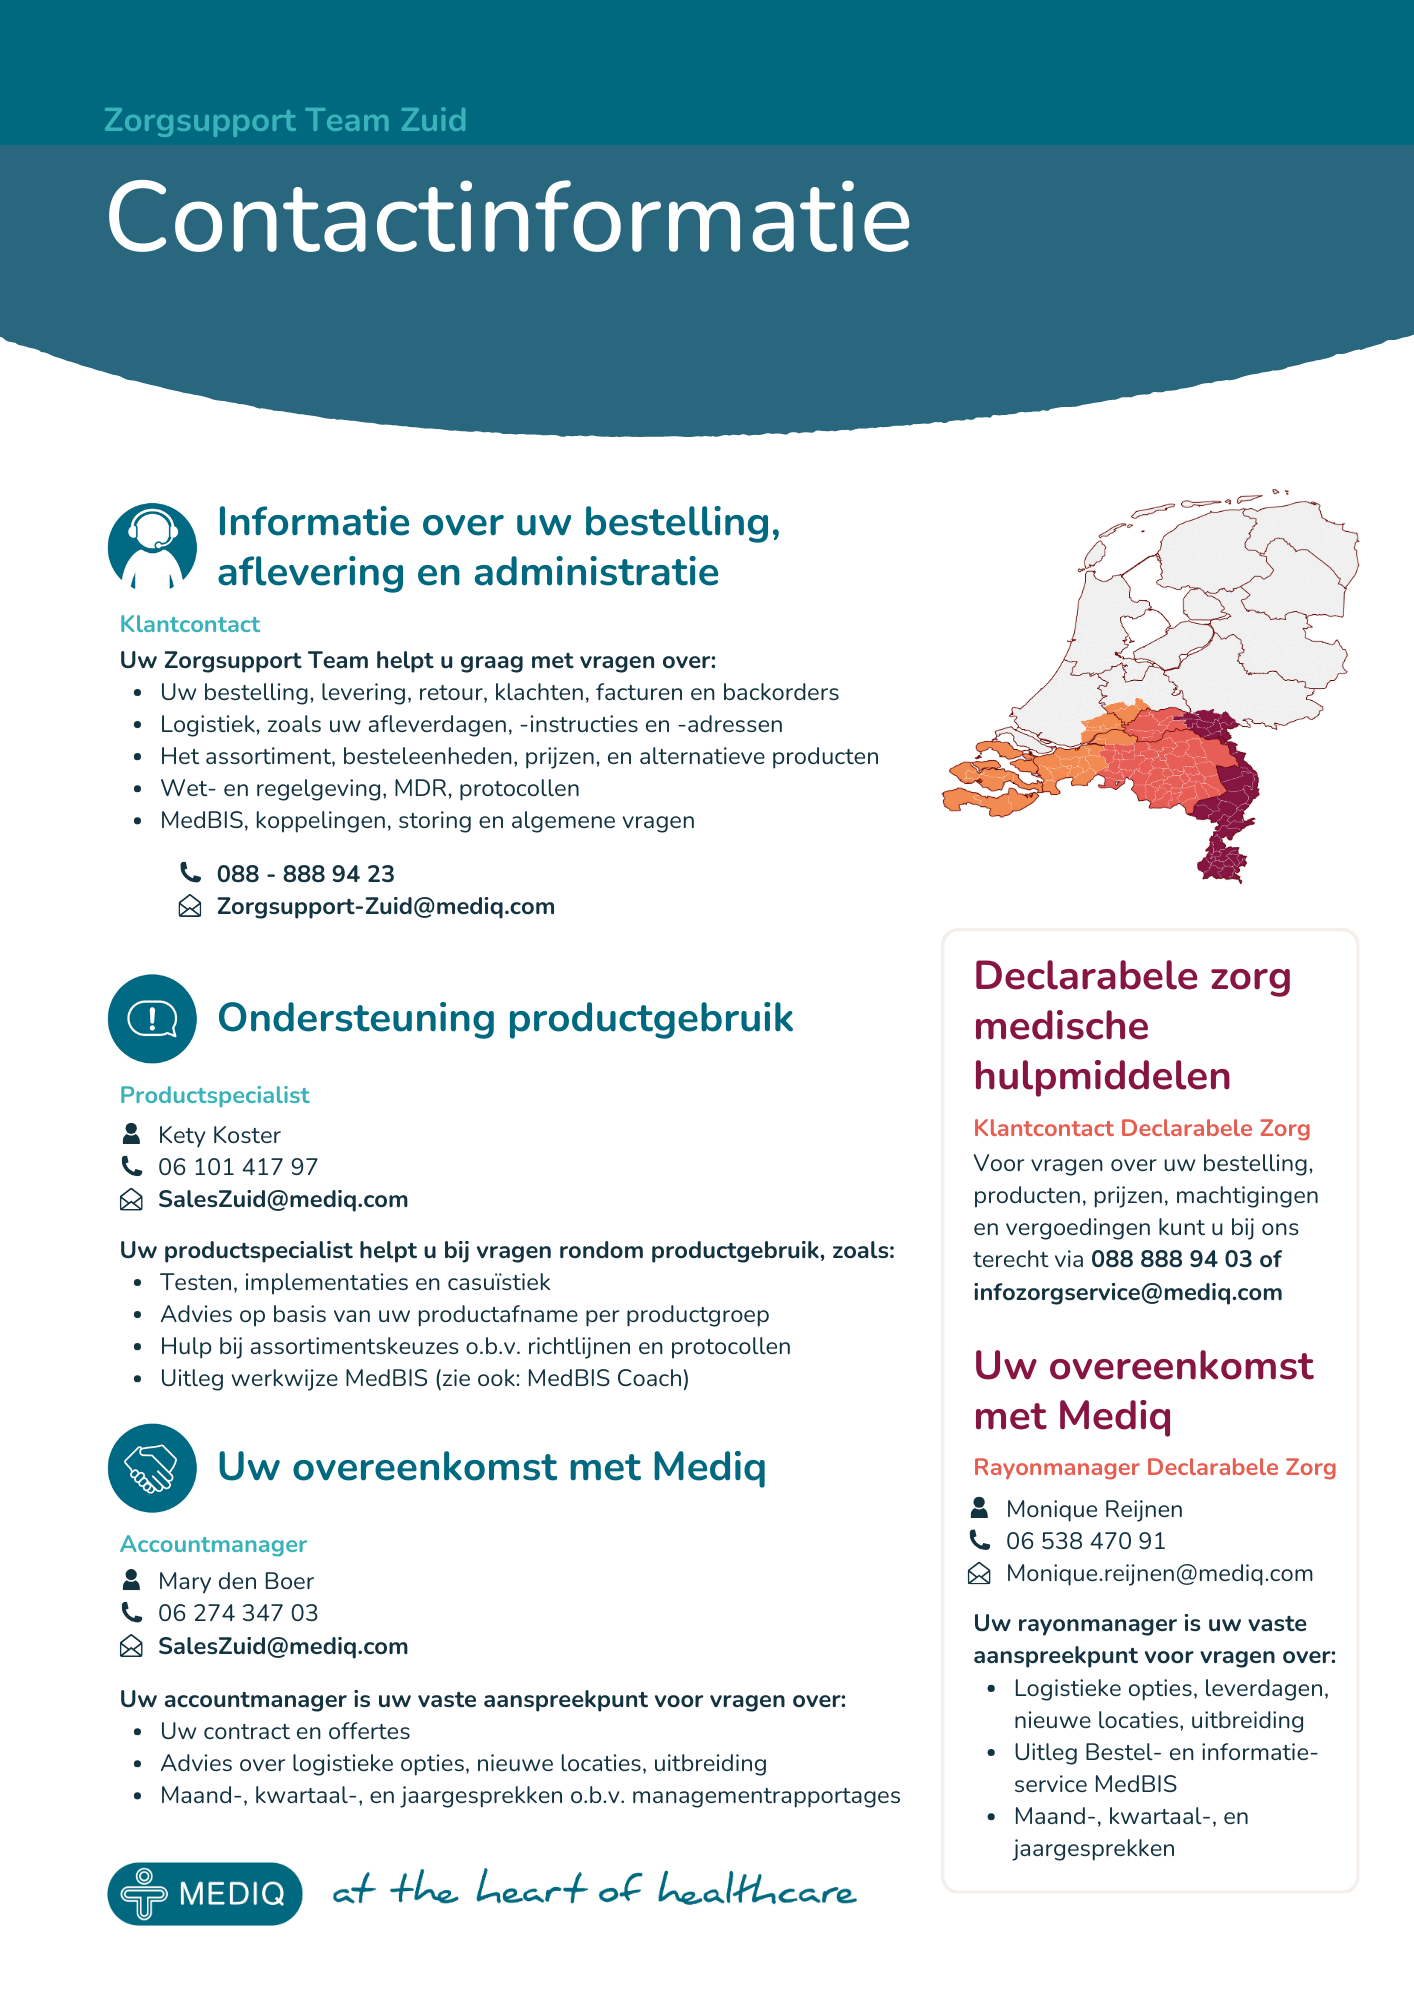 Zorgsupport Team Zuid
Contactinformatie
Informatie over uw bestelling,
aflevering en administratie
Klantcontact
Uw Zorgsupport Team helpt u graag met vragen over:
• Uw bestelling, levering, retour, klachten, facturen en backorders
• Logistiek, zoals uw afleverdagen, -instructies en -adressen
• Het assortiment, besteleenheden, prijzen, en alternatieve producten
• Wet- en regelgeving, MDR, protocollen
• MedBIS, koppelingen, storing en algemene vragen
088 - 888 94 23
Zorgsupport-Zuid@mediq.com
Ondersteuning productgebruik
Productspecialist
Kety Koster
06 101 417 97
SalesZuid@mediq.com
Uw productspecialist helpt u bij vragen rondom productgebruik, zoals:
• Testen, implementaties en casuïstiek
• Advies op basis van uw productafname per productgroep
• Hulp bij assortimentskeuzes o.b.v. richtlijnen en protocollen
• Uitleg werkwijze MedBIS (zie ook: MedBIS Coach)
Uw overeenkomst met Mediq
Accountmanager
Mary den Boer
06 274 347 03
SalesZuid@mediq.com
Uw accountmanager is uw vaste aanspreekpunt voor vragen over:
• Uw contract en offertes
• Advies over logistieke opties, nieuwe locaties, uitbreiding
• Maand-, kwartaal-, en jaargesprekken o.b.v. managementrapportages
Declarabele zorg
medische
hulpmiddelen
Klantcontact Declarabele Zorg
Voor vragen over uw bestelling,
producten, prijzen, machtigingen
en vergoedingen kunt u bij ons
terecht via 088 888 94 03 of
infozorgservice@mediq.com
Uw overeenkomst
met Mediq
Rayonmanager Declarabele Zorg
Monique Reijnen
06 538 470 91
Monique.reijnen@mediq.com
Uw rayonmanager is uw vaste
aanspreekpunt voor vragen over:
• Logistieke opties, leverdagen,
nieuwe locaties, uitbreiding
• Uitleg Bestel- en informatie-
service MedBIS
• Maand-, kwartaal-, en
jaargesprekken
MEDIQ at the heart of healthcare